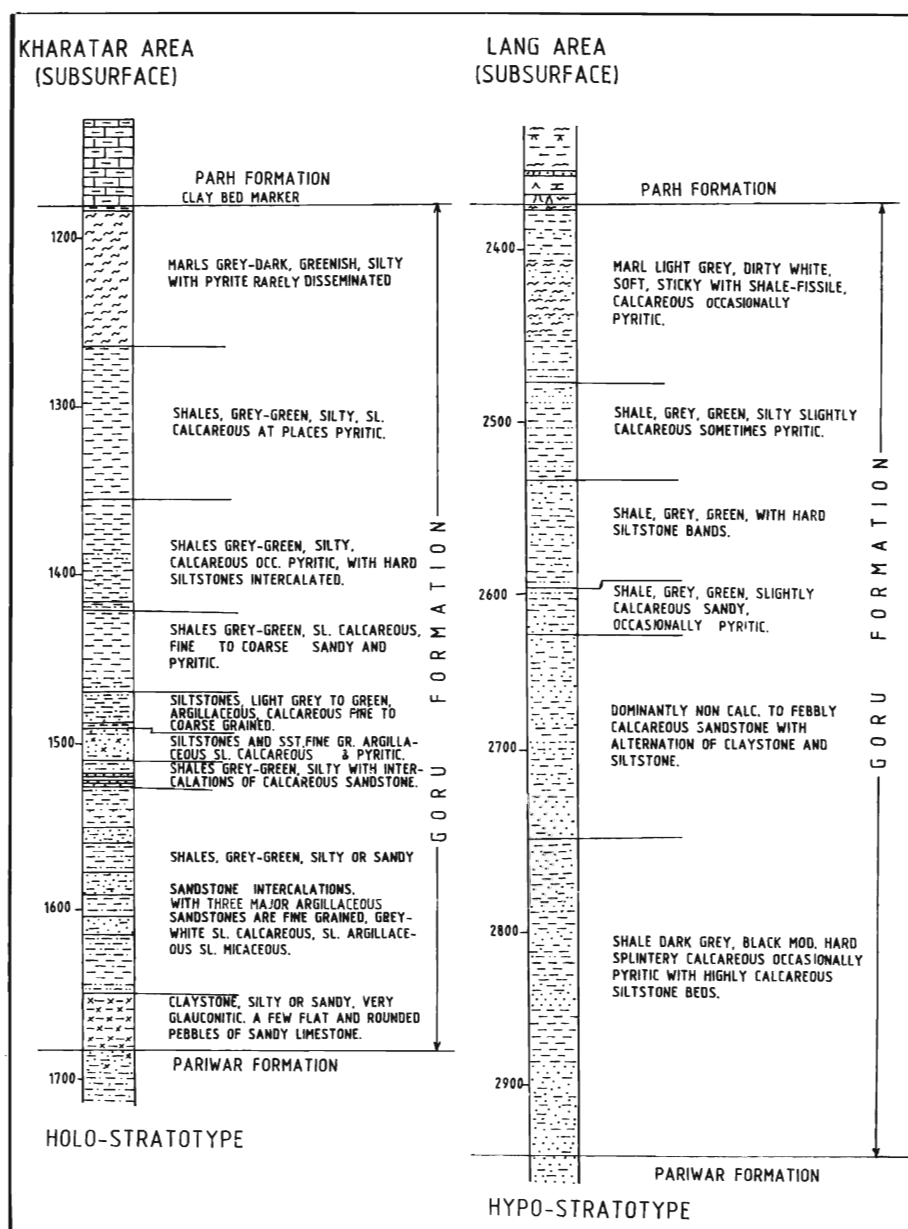 KHARATAR AREA
(SUBSURFACE)
PARH FORMATION
CLAY BED MARKER
1200
MARLS GREY-DARK, GREENISH, SILTY
WITH PYRITE RARELY DISSEMINATED
1300
SHALES, GREY-GREEN, SILTY, SL.
CALCAREOUS AT PLACES PYRITIC.
SHALES GREY-GREEN, SILTY,
CALCAREOUS OCC. PYRITIC, WITH HARD
SILTSTONES INTERCALATED.
1400
SHALES GREY-GREEN, SL. CALCAREOUS,
FINE TO COARSE SANDY AND
PYRITIC.
SILTSTONES, LIGHT GREY TO GREEN,
ARGILLACEOUS, CALCAREOUS FINE TO
COARSE GRAINED.
1500
SILTSTONES AND SST, FINE GR. ARGILLA-
CEOUS SL. CALCAREOUS & PYRITIC.
SHALES GREY-GREEN, SILTY WITH INTER-
CALATIONS OF CALCAREOUS SANDSTONE.
SHALES, GREY-GREEN, SILTY OR SANDY
SANDSTONE INTERCALATIONS.
WITH THREE MAJOR ARGILLACEOUS
SANDSTONES ARE FINE GRAINED, GREY-
WHITE SL. CALCAREOUS, SL. ARGILLACE-
OUS SL. MICACEOUS.
1600
CLAYSTONE, SILTY OR SANDY, VERY
GLAUCONITIC. A FEW FLAT AND ROUNDED
PEBBLES OF SANDY LIMESTONE.
PARIWAR FORMATION
1700
GORU FORMATION
HOLO-STRATOTYPE
LANG AREA
(SUBSURFACE)
PARH FORMATION
2400
MARL LIGHT GREY, DIRTY WHITE,
SOFT, STICKY WITH SHALE-FISSILE,
CALCAREOUS OCCASIONALLY
PYRITIC.
2500
SHALE, GREY, GREEN, SILTY SLIGHTLY
CALCAREOUS SOMETIMES PYRITIC.
SHALE, GREY, GREEN, WITH HARD
SILTSTONE BANDS.
2600
SHALE, GREY, GREEN, SLIGHTLY
CALCAREOUS SANDY,
OCCASIONALLY PYRITIC.
DOMINANTLY NON CALC. TO FEBBLY
CALCAREOUS SANDSTONE WITH
ALTERNATION OF CLAYSTONE AND
SILTSTONE.
2700
2800
SHALE DARK GREY, BLACK MOD. HARD
SPLINTERY CALCAREOUS OCCASIONALLY
PYRITIC WITH HIGHLY CALCAREOUS
SILTSTONE BEDS.
2900
PARIWAR FORMATION
GORU FORMATION
HYPO-STRATOTYPE